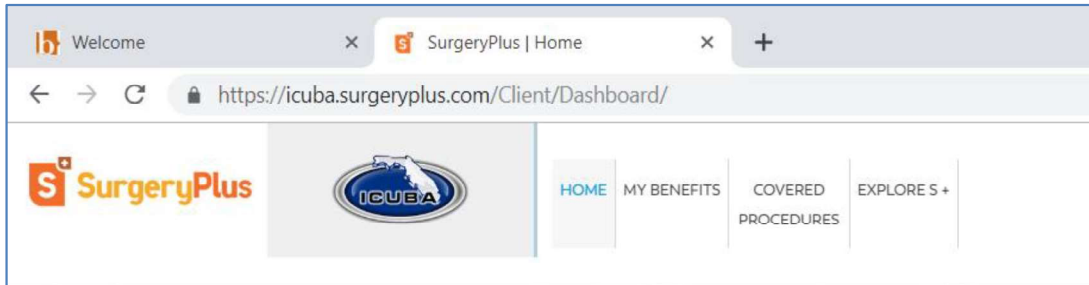 Welcome
SurgeryPlus | Home
https://icuba.surgeryplus.com/Client/Dashboard/
S SurgeryPlus
ICUBA
HOME
MY BENEFITS
COVERED
PROCEDURES
EXPLORE S +